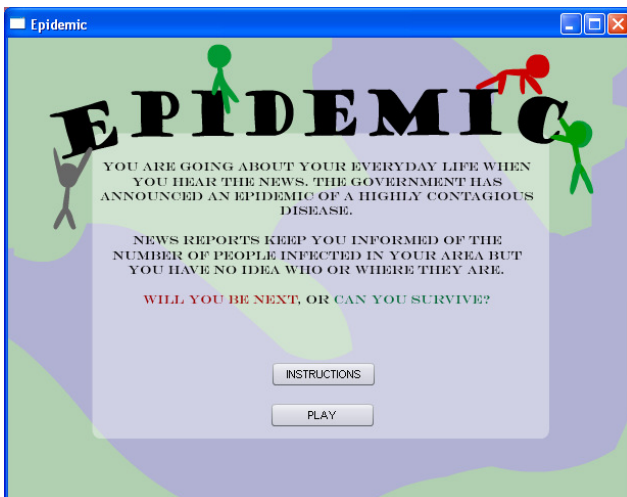 Epidemic
EPIDEMIC
YOU ARE GOING ABOUT YOUR EVERYDAY LIFE WHEN
YOU HEAR THE NEWS. THE GOVERNMENT HAS
ANNOUNCED AN EPIDEMIC OF A HIGHLY CONTAGIOUS
DISEASE.
NEWS REPORTS KEEP YOU INFORMED OF THE
NUMBER OF PEOPLE INFECTED IN YOUR AREA BUT
YOU HAVE NO IDEA WHO OR WHERE THEY ARE.
WILL YOU BE NEXT, OR CAN YOU SURVIVE?
INSTRUCTIONS
PLAY